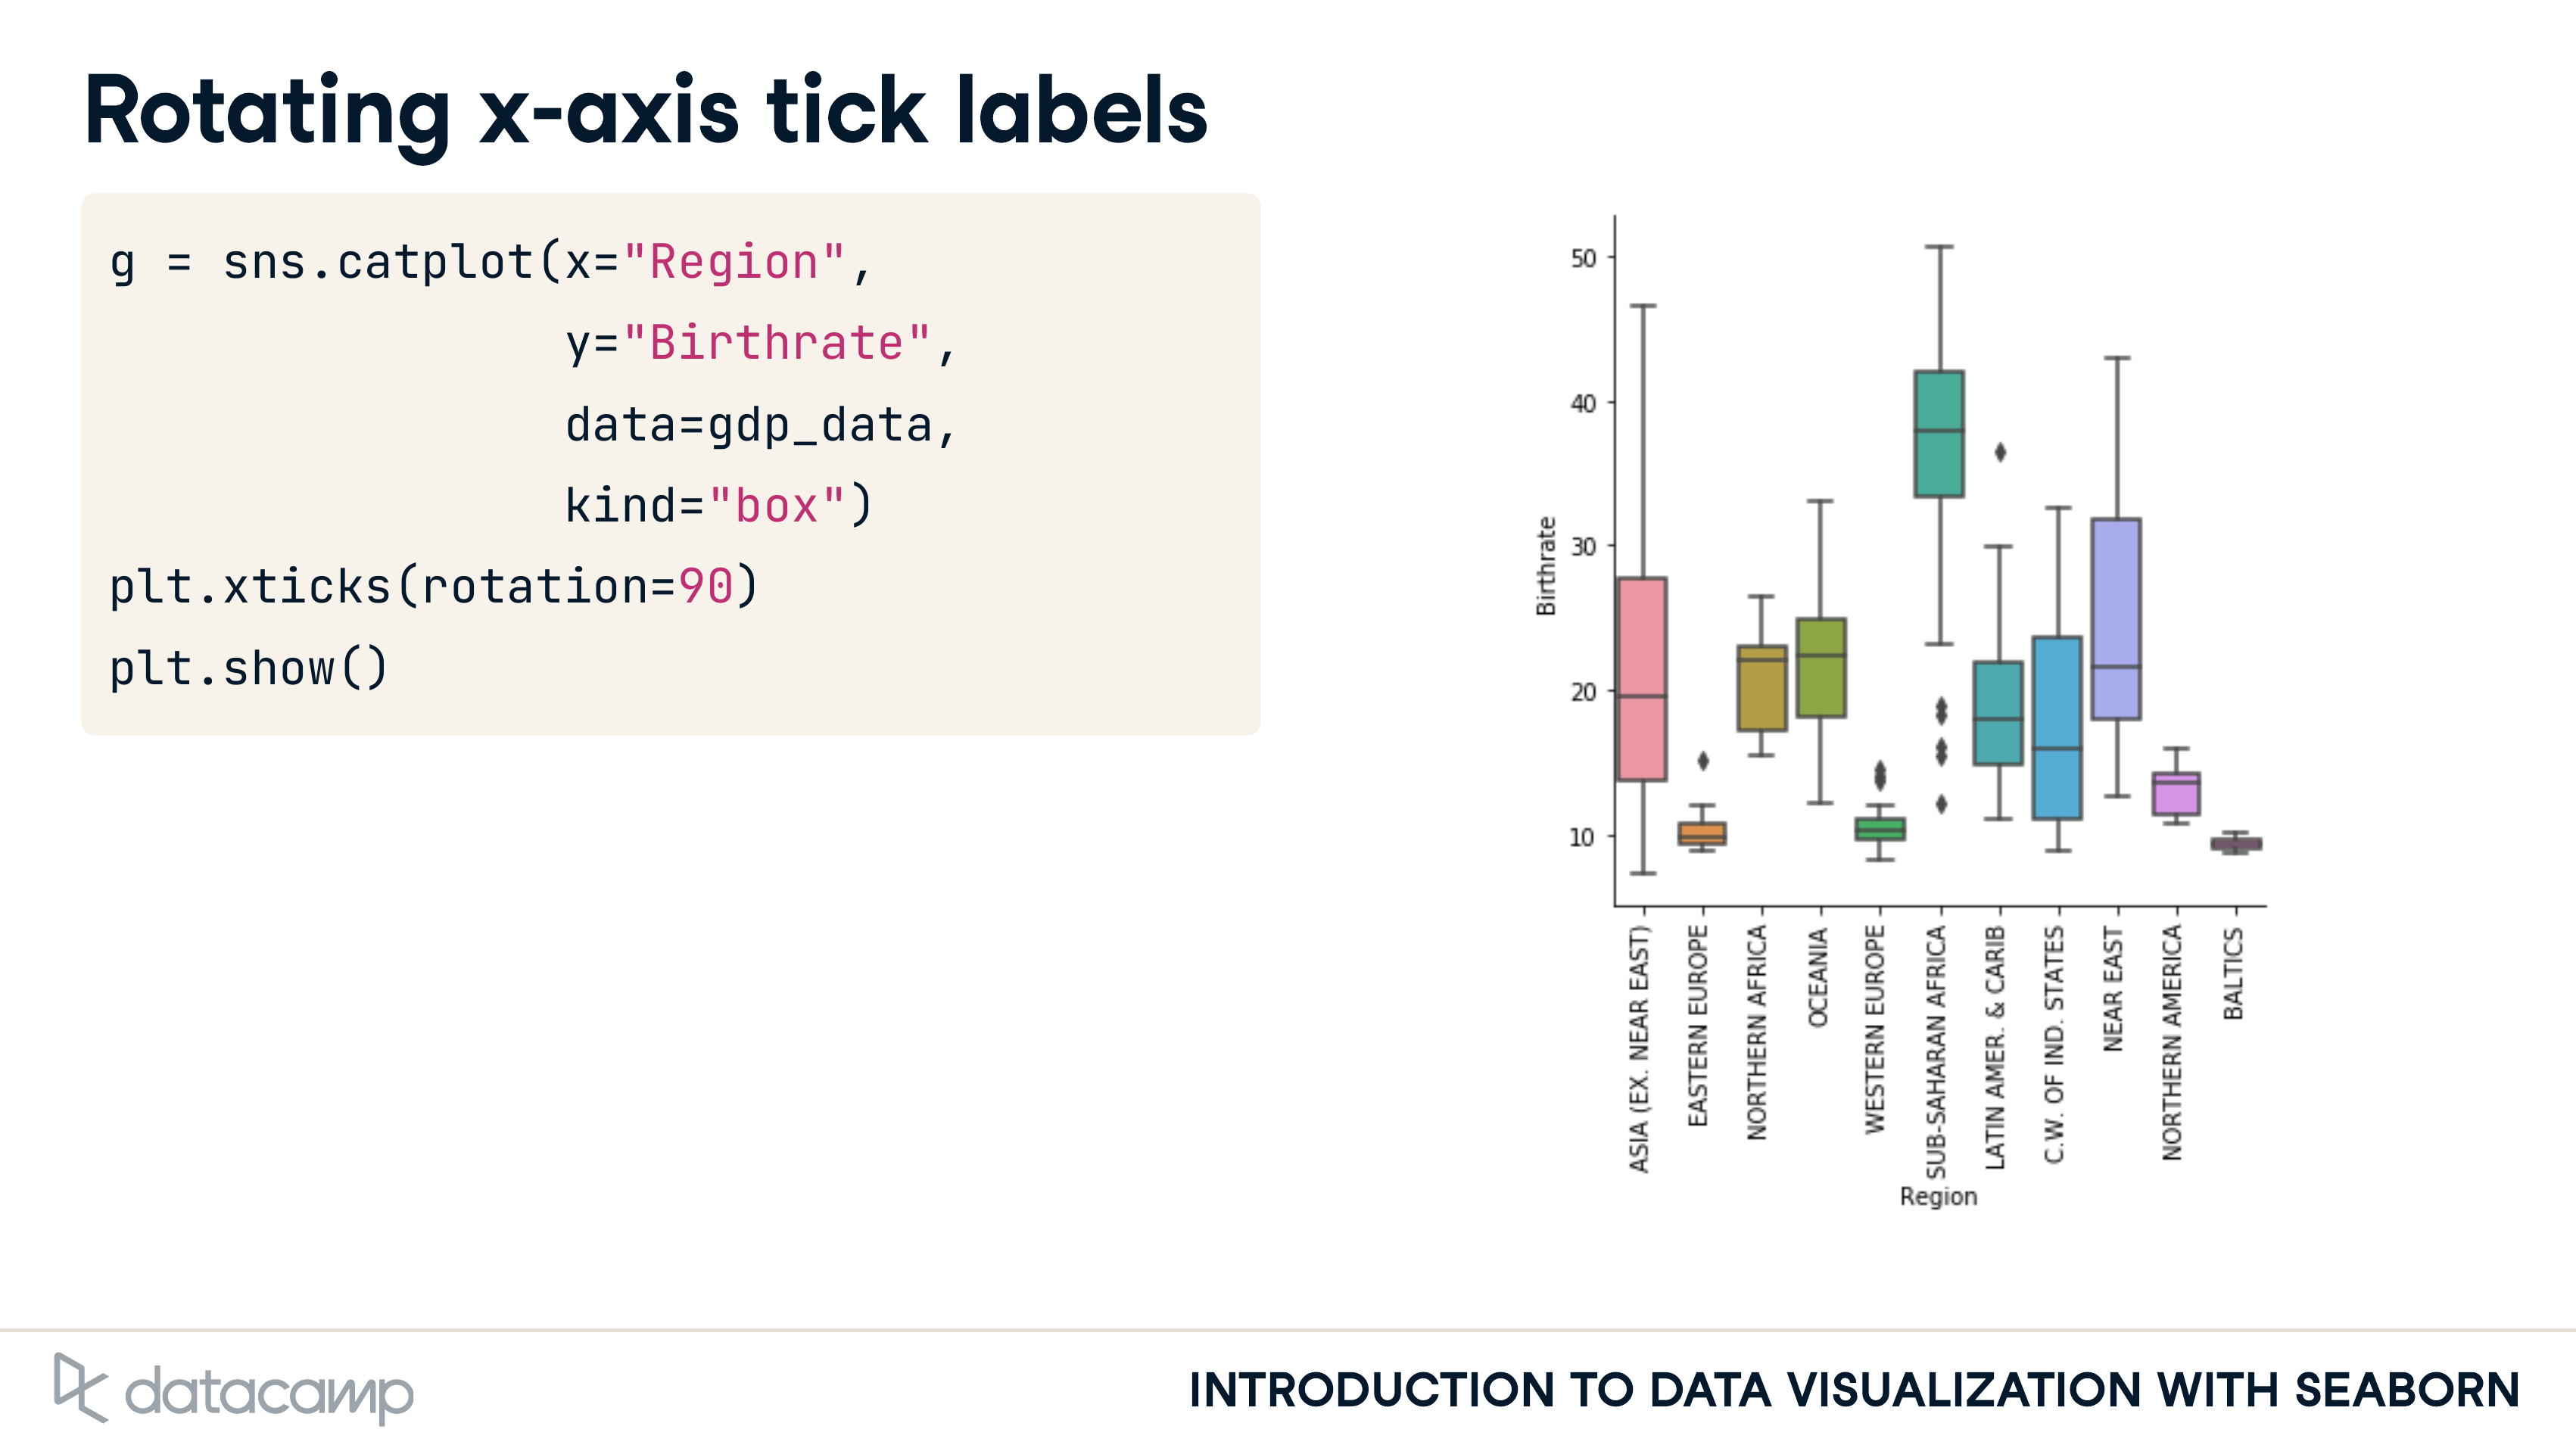 Rotating x-axis tick labels
g = sns.catplot(x="Region",
y="Birthrate",
data=gdp_data,
kind="box")
plt.xticks(rotation=90)
plt.show()
50
40
30
20
10
Birthrate
ASIA (EX. NEAR EAST)
EASTERN EUROPE
NORTHERN AFRICA
OCEANIA
WESTERN EUROPE
SUB-SAHARAN AFRICA
LATIN AMER. & CARIB
C.W. OF IND. STATES
NEAR EAST
NORTHERN AMERICA
BALTICS
Region
datacamp
INTRODUCTION TO DATA VISUALIZATION WITH SEABORN